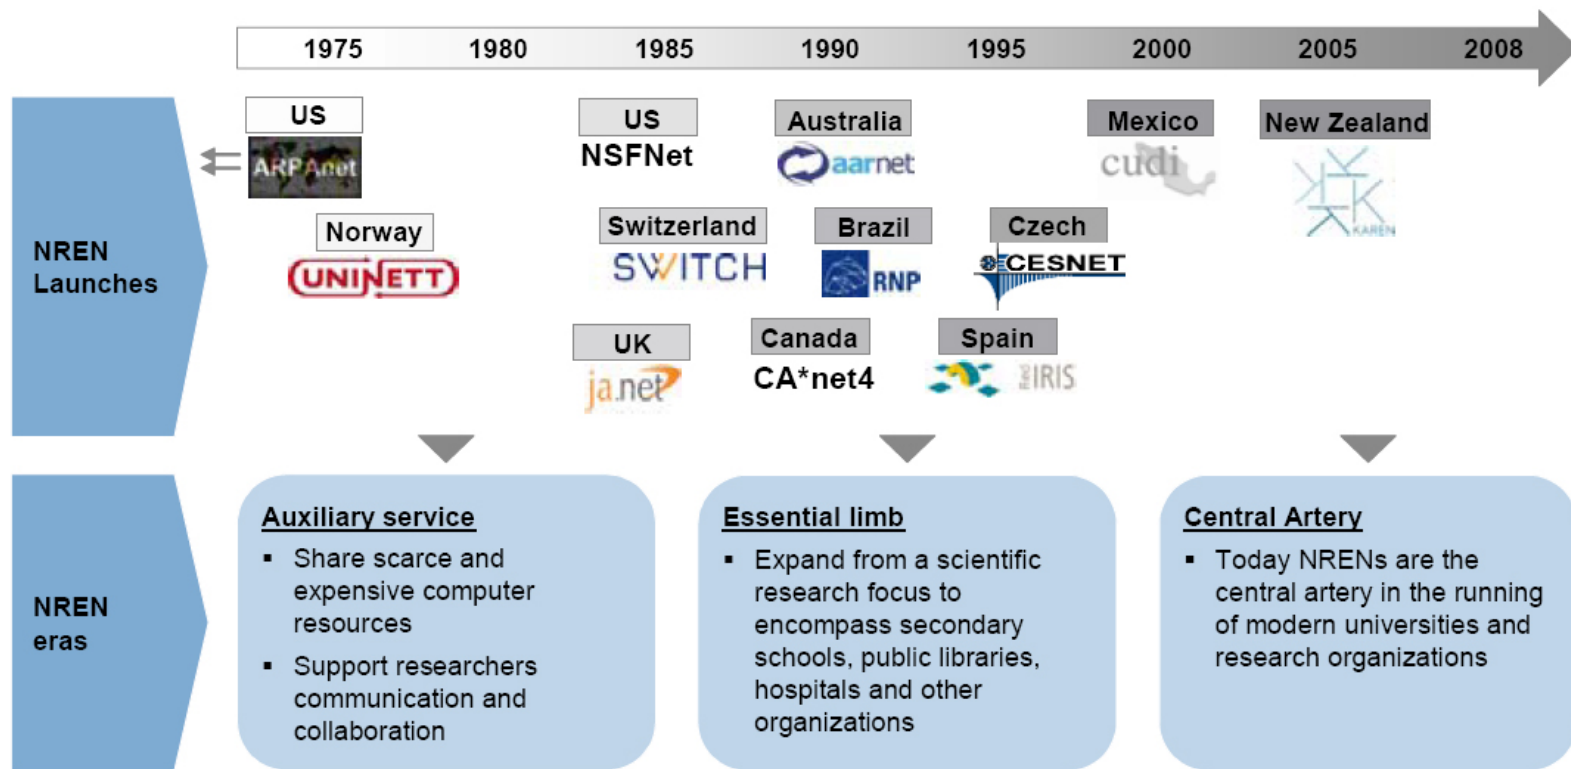 1975 1980 1985 1990 1995 2000 2005 2008
NREN
Launches
US
ARPAnet
US
NSFNet
Australia
aarnet
Mexico
cudi
New Zealand
KAREN
Norway
UNINETT
Switzerland
SWITCH
Brazil
RNP
Czech
CESNET
UK
ja.net
Canada
CA*net4
Spain
Red
IRIS
NREN
eras
Auxiliary service
▪ Share scarce and
expensive computer
resources
▪ Support researchers
communication and
collaboration
Essential limb
▪ Expand from a scientific
research focus to
encompass secondary
schools, public libraries,
hospitals and other
organizations
Central Artery
▪ Today NRENs are the
central artery in the running
of modern universities and
research organizations